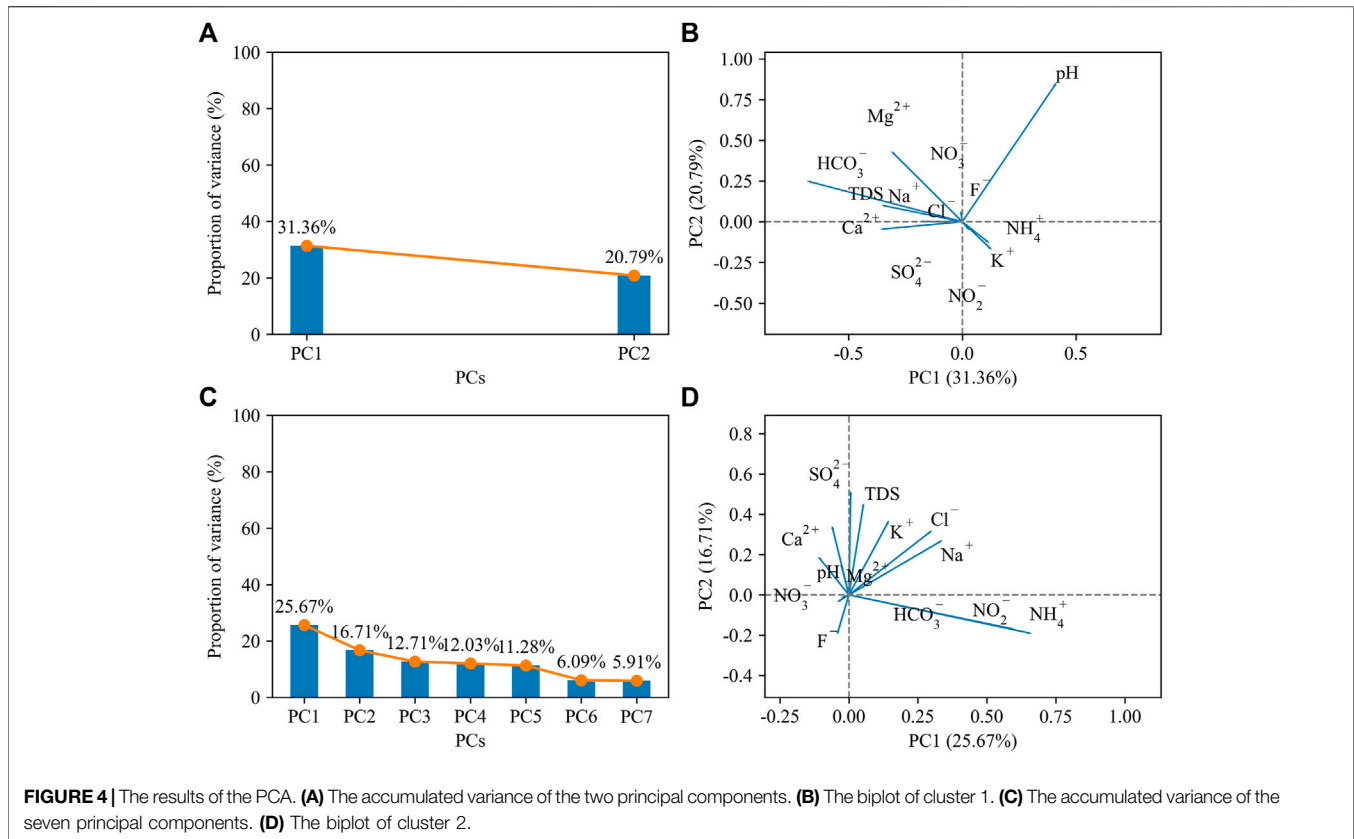 A
Proportion of variance (%)
100
80
60
40
20
0
31.36%
20.79%
PC1 PC2
PCs
B
PC2 (20.79%)
1.00
0.75
0.50
0.25
0.00
-0.25
-0.50
pH
Mg2+
NO3−
HCO3−
F−
TDS Na+
Cl−
Ca2+
NH4+
K+
SO42−
NO2−
-0.5 0.0 0.5
PC1 (31.36%)
C
Proportion of variance (%)
100
80
60
40
20
0
25.67%
16.71%
12.71%
12.03%
11.28%
6.09%
5.91%
PC1 PC2 PC3 PC4 PC5 PC6 PC7
PCs
D
PC2 (16.71%)
0.8
0.6
0.4
0.2
0.0
-0.2
-0.4
SO42−
TDS
K+
Cl−
Ca2+
Na+
pH Mg2+
NO3−
HCO3−
NO2−
NH4+
F−
-0.25 0.00 0.25 0.50 0.75 1.00
PC1 (25.67%)
FIGURE 4 | The results of the PCA. (A) The accumulated variance of the two principal components. (B) The biplot of cluster 1. (C) The accumulated variance of the
seven principal components. (D) The biplot of cluster 2.